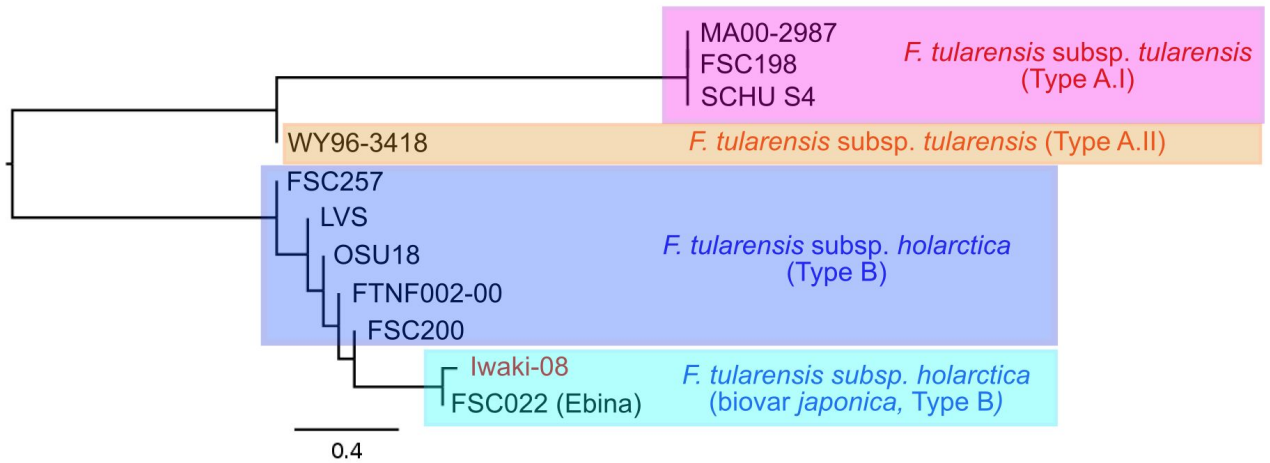 MA00-2987
FSC198
SCHU S4
F. tularensis subsp. tularensis
(Type A.I)
WY96-3418
F. tularensis subsp. tularensis (Type A.II)
FSC257
LVS
OSU18
FTNF002-00
FSC200
F. tularensis subsp. holarctica
(Type B)
Iwaki-08
FSC022 (Ebina)
F. tularensis subsp. holarctica
(biovar japonica, Type B)
0.4